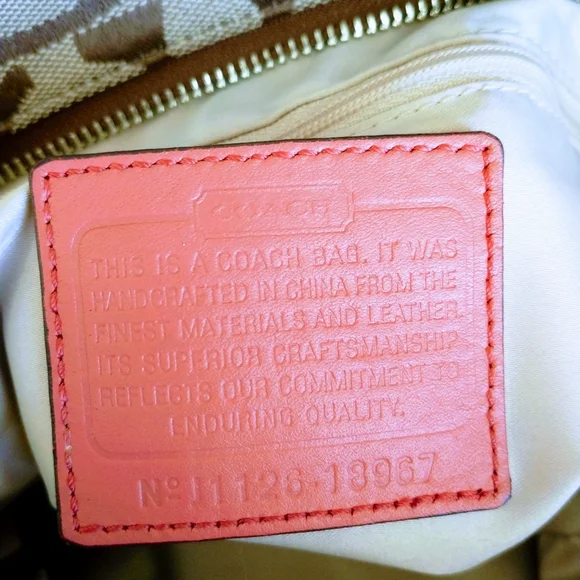 COACH
THIS IS A COACH BAG. IT WAS
HANDCRAFTED IN CHINA FROM THE
FINEST MATERIALS AND LEATHER.
ITS SUPERIOR CRAFTSMANSHIP
REFLECTS OUR COMMITMENT TO
ENDURING QUALITY.
Nº J1126-18967